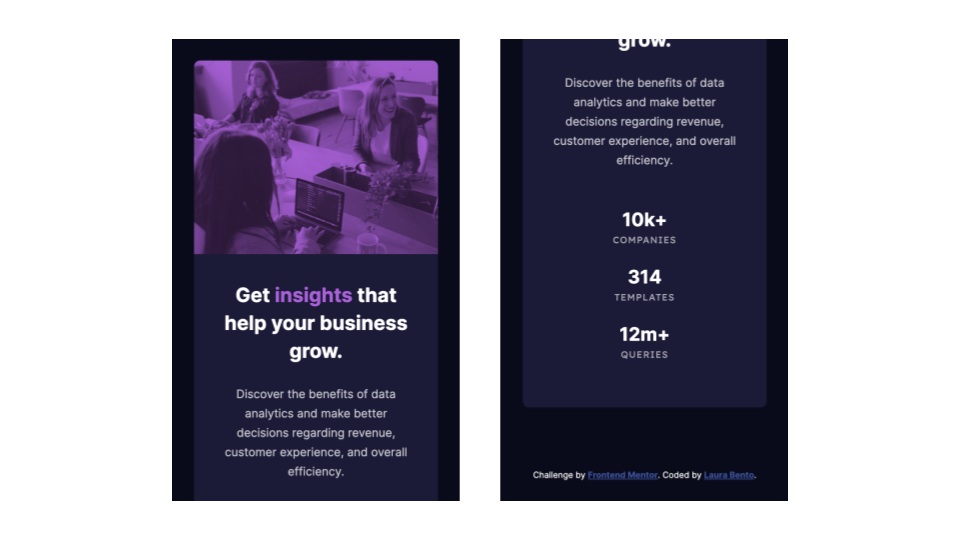 Get insights that
help your business
grow.
Discover the benefits of data
analytics and make better
decisions regarding revenue,
customer experience, and overall
efficiency.
grow.
Discover the benefits of data
analytics and make better
decisions regarding revenue,
customer experience, and overall
efficiency.
10k+
COMPANIES
314
TEMPLATES
12m+
QUERIES
Challenge by Frontend Mentor. Coded by Laura Bento.